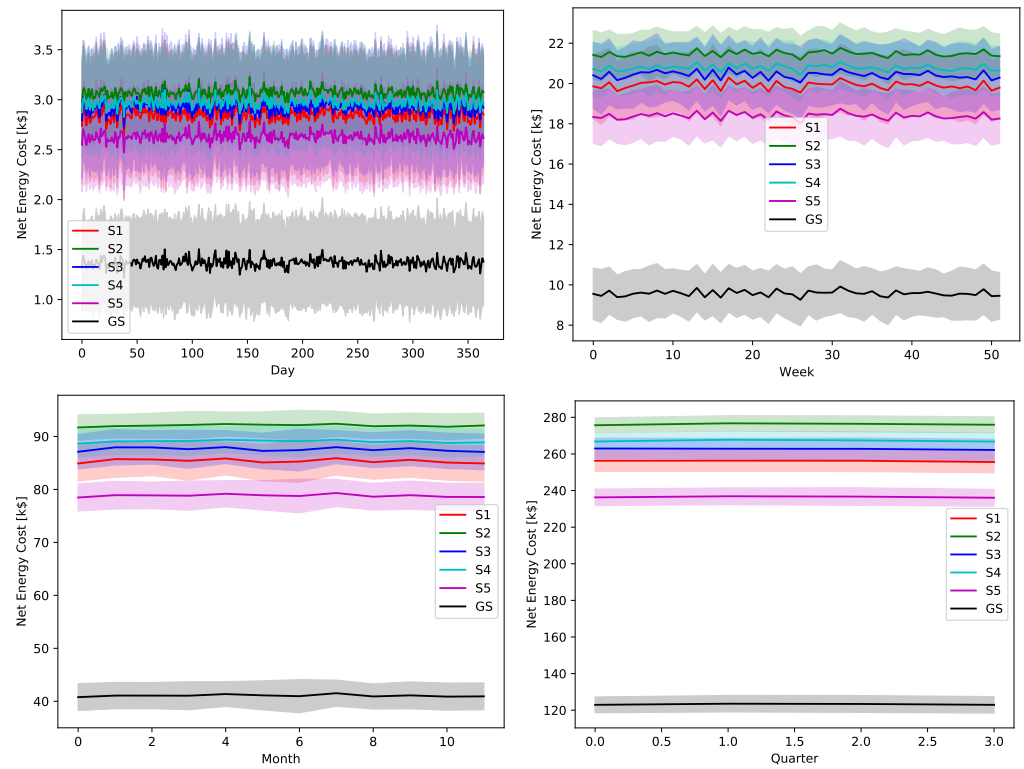 Net Energy Cost [k$]
3.5
3.0
2.5
2.0
1.5
1.0
S1
S2
S3
S4
S5
GS
0 50 100 150 200 250 300 350
Day
Net Energy Cost [k$]
22
20
18
16
14
12
10
8
S1
S2
S3
S4
S5
GS
0 10 20 30 40 50
Week
Net Energy Cost [k$]
90
80
70
60
50
40
S1
S2
S3
S4
S5
GS
0 2 4 6 8 10
Month
Net Energy Cost [k$]
280
260
240
220
200
180
160
140
120
S1
S2
S3
S4
S5
GS
0.0 0.5 1.0 1.5 2.0 2.5 3.0
Quarter